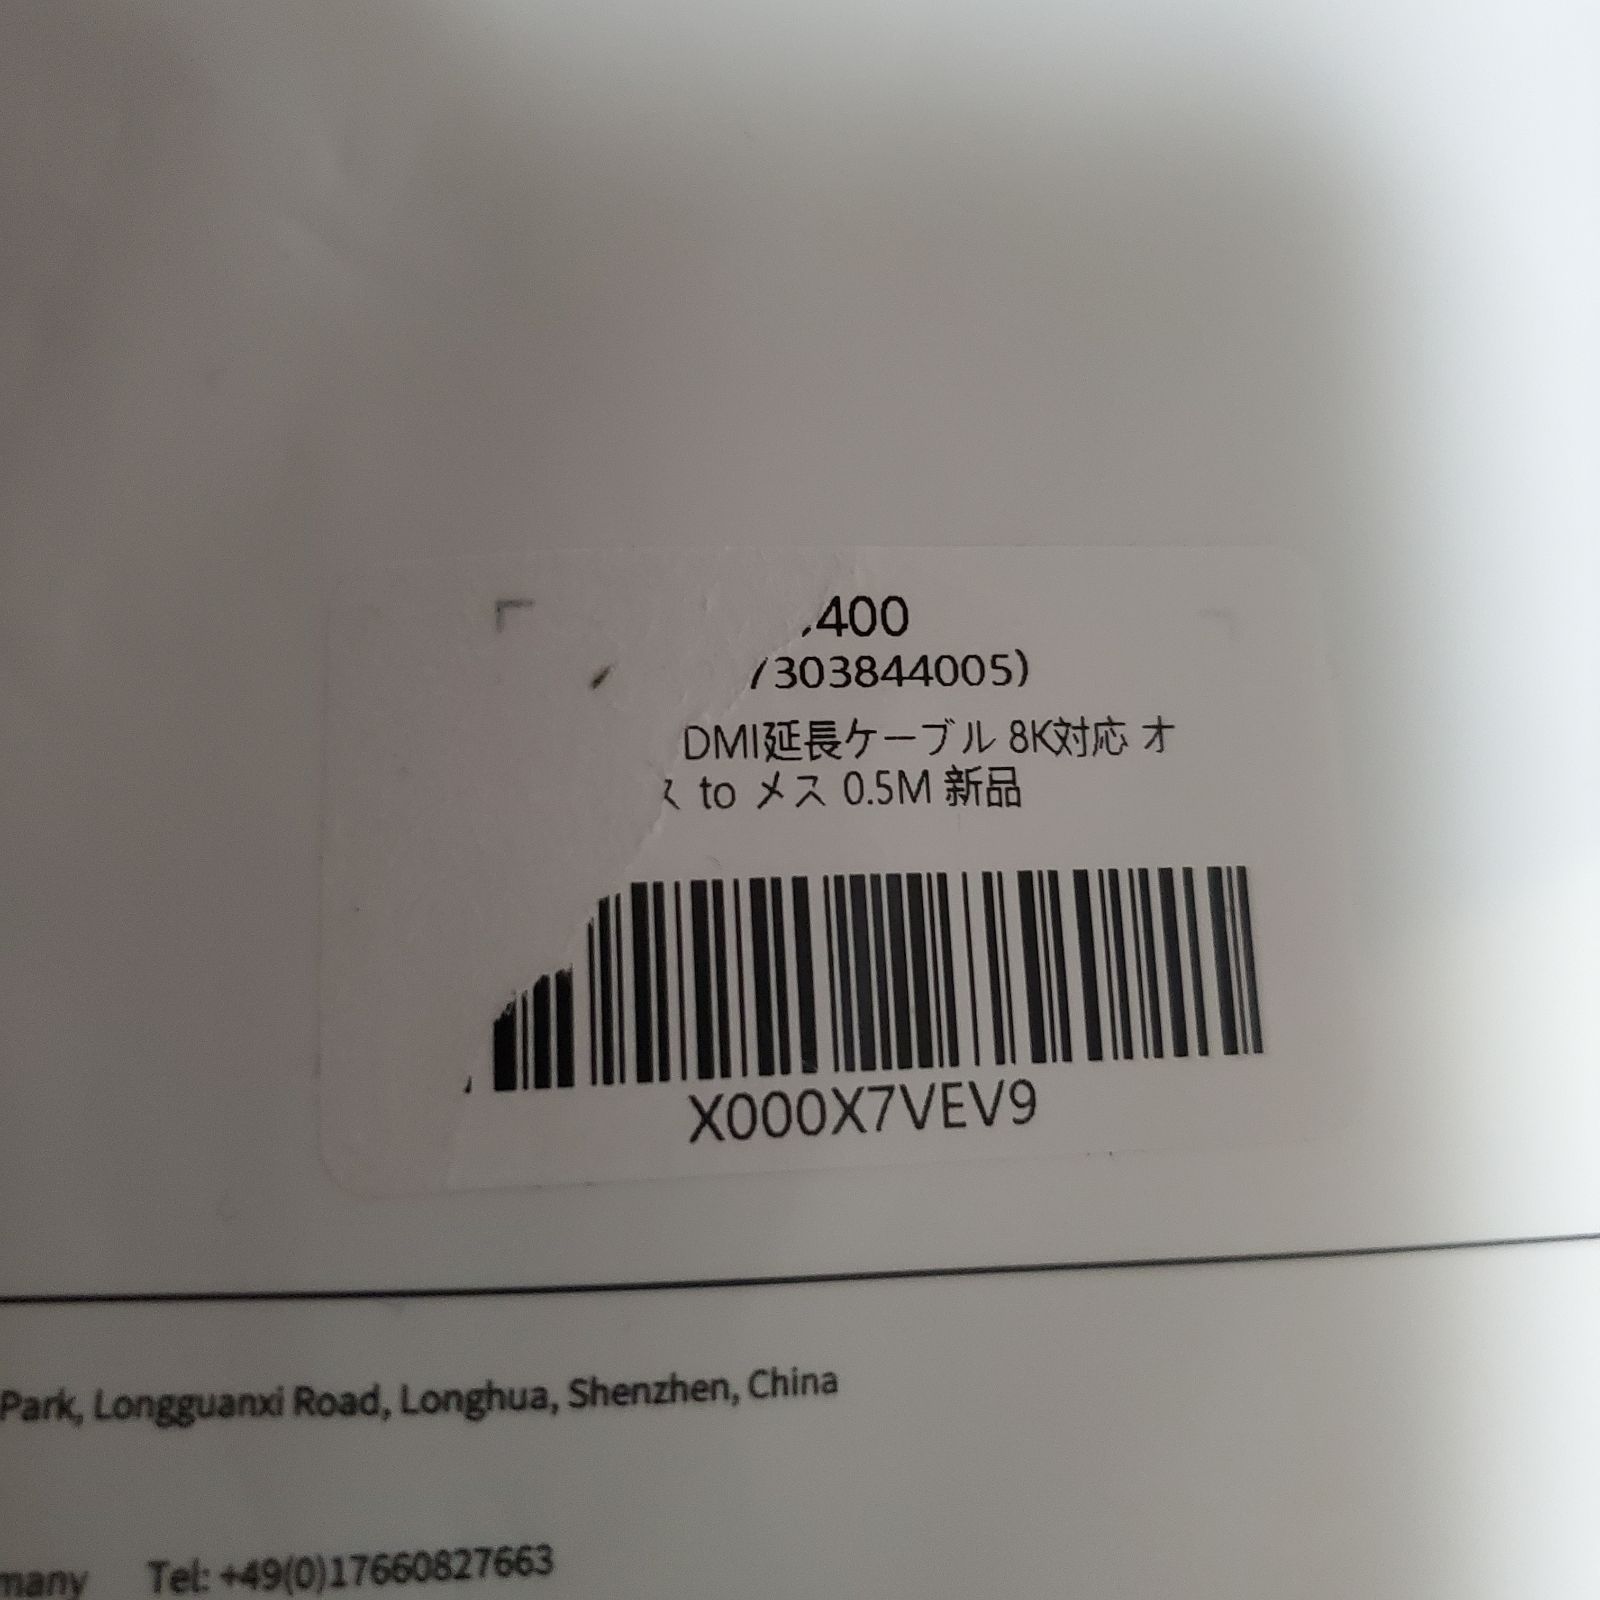 ,400
303844005)
DMI延長ケーブル 8K対応 オ
ス to メス 0.5M 新品
X000X7VEV9
Park, Longguanxi Road, Longhua, Shenzhen, China
many Tel: +49(0)17660827663